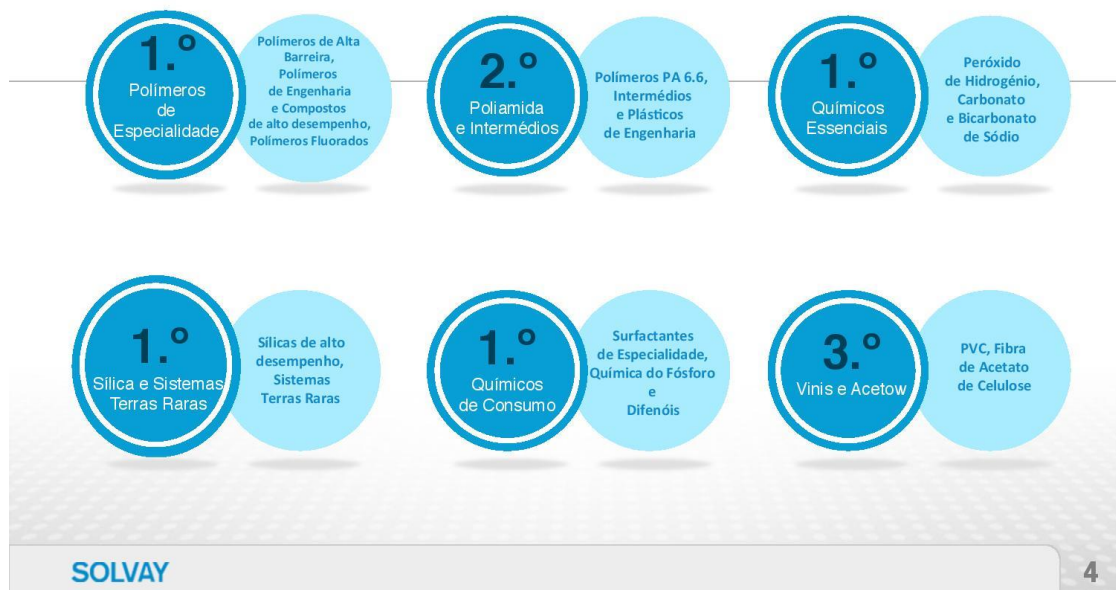 1.º
Polímeros
de
Especialidade
Polímeros de Alta
Barreira,
Polímeros
de Engenharia
e Compostos
de alto desempenho,
Polímeros Fluorados
2.º
Poliamida
e Intermédios
Polímeros PA 6.6,
Intermédios
e Plásticos
de Engenharia
1.º
Químicos
Essenciais
Peróxido
de Hidrogénio,
Carbonato
e Bicarbonato
de Sódio
1.º
Sílica e Sistemas
Terras Raras
Sílicas de alto
desempenho,
Sistemas
Terras Raras
1.º
Químicos
de Consumo
Surfactantes
de Especialidade,
Química do Fósforo
e
Difenóis
3.º
Vinis e Acetow
PVC, Fibra
de Acetato
de Celulose
SOLVAY
4